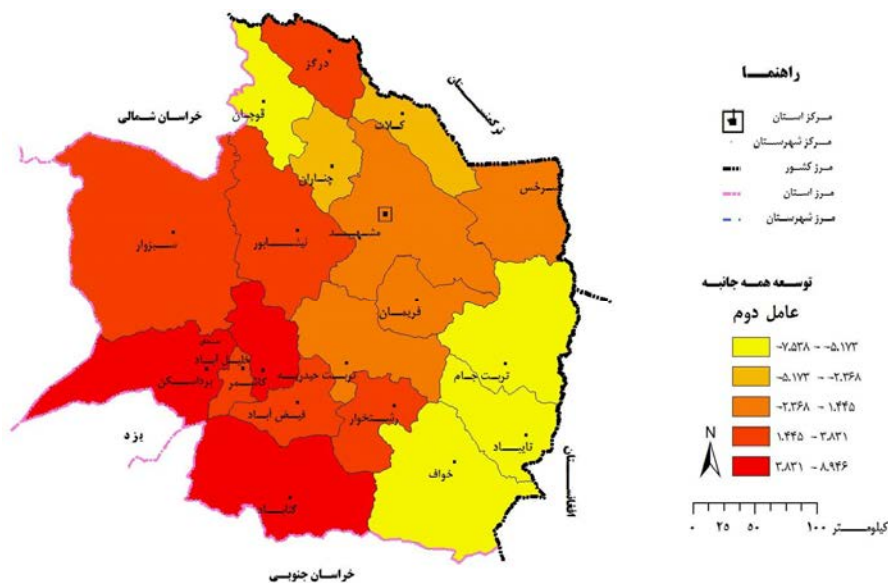 درگز
ترکمنستان
خراسان شمالی
قوچان
کلات
چناران
سرخس
سبزوار
نیشابور
مشهد
فریمان
خلیل آباد
بردسکن
کاشمر
تربت حیدریه
تربت جام
فیض آباد
رشتخوار
یزد
تایباد
خواف
افغانستان
گناباد
خراسان جنوبی
راهنما
مرکز استان
مرکز شهرستان
مرز کشور
مرز استان
مرز شهرستان
توسعه همه جانبه
عامل دوم
-۷.۵۳۸ - -۵.۱۷۳
-۵.۱۷۳ - -۲.۳۶۸
-۲.۳۶۸ - ۱.۴۴۵
۱.۴۴۵ - ۳.۸۳۱
۳.۸۳۱ - ۸.۹۴۶
N
۰ ۲۵ ۵۰ ۱۰۰ کیلومتر